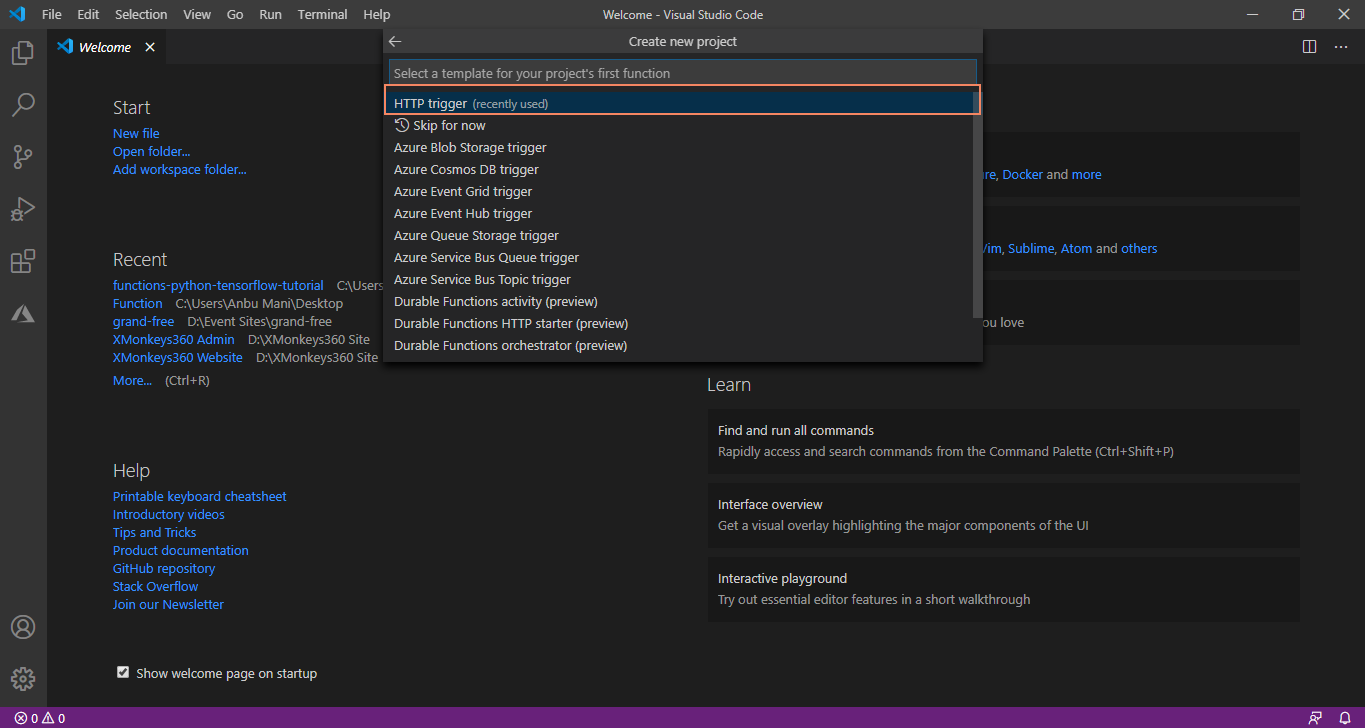 File Edit Selection View Go Run Terminal Help
Welcome - Visual Studio Code
Welcome
Create new project
Select a template for your project's first function
HTTP trigger (recently used)
Skip for now
Azure Blob Storage trigger
Azure Cosmos DB trigger
Azure Event Grid trigger
Azure Event Hub trigger
Azure Queue Storage trigger
Azure Service Bus Queue trigger
Azure Service Bus Topic trigger
Durable Functions activity (preview)
Durable Functions HTTP starter (preview)
Durable Functions orchestrator (preview)
Start
New file
Open folder...
Add workspace folder...
Recent
functions-python-tensorflow-tutorial C:\Users
Function C:\Users\Anbu Mani\Desktop
grand-free D:\Event Sites\grand-free
XMonkeys360 Admin D:\XMonkeys360 Site
XMonkeys360 Website D:\XMonkeys360 Site
More... (Ctrl+R)
Help
Printable keyboard cheatsheet
Introductory videos
Tips and Tricks
Product documentation
GitHub repository
Stack Overflow
Join our Newsletter
Show welcome page on startup
re, Docker and more
Vim, Sublime, Atom and others
ou love
Learn
Find and run all commands
Rapidly access and search commands from the Command Palette (Ctrl+Shift+P)
Interface overview
Get a visual overlay highlighting the major components of the UI
Interactive playground
Try out essential editor features in a short walkthrough
0 0